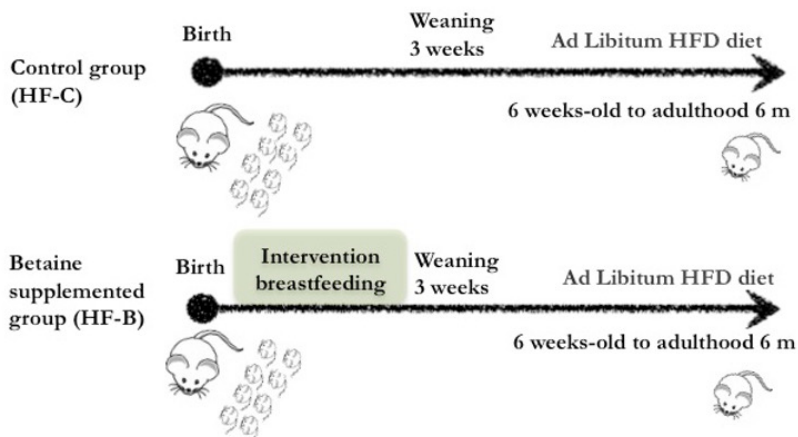 Birth
Weaning
3 weeks
Ad Libitum HFD diet
Control group
(HF-C)
6 weeks-old to adulthood 6 m
Betaine
supplemented
group (HF-B)
Birth
Intervention
breastfeeding
Weaning
3 weeks
Ad Libitum HFD diet
6 weeks-old to adulthood 6 m